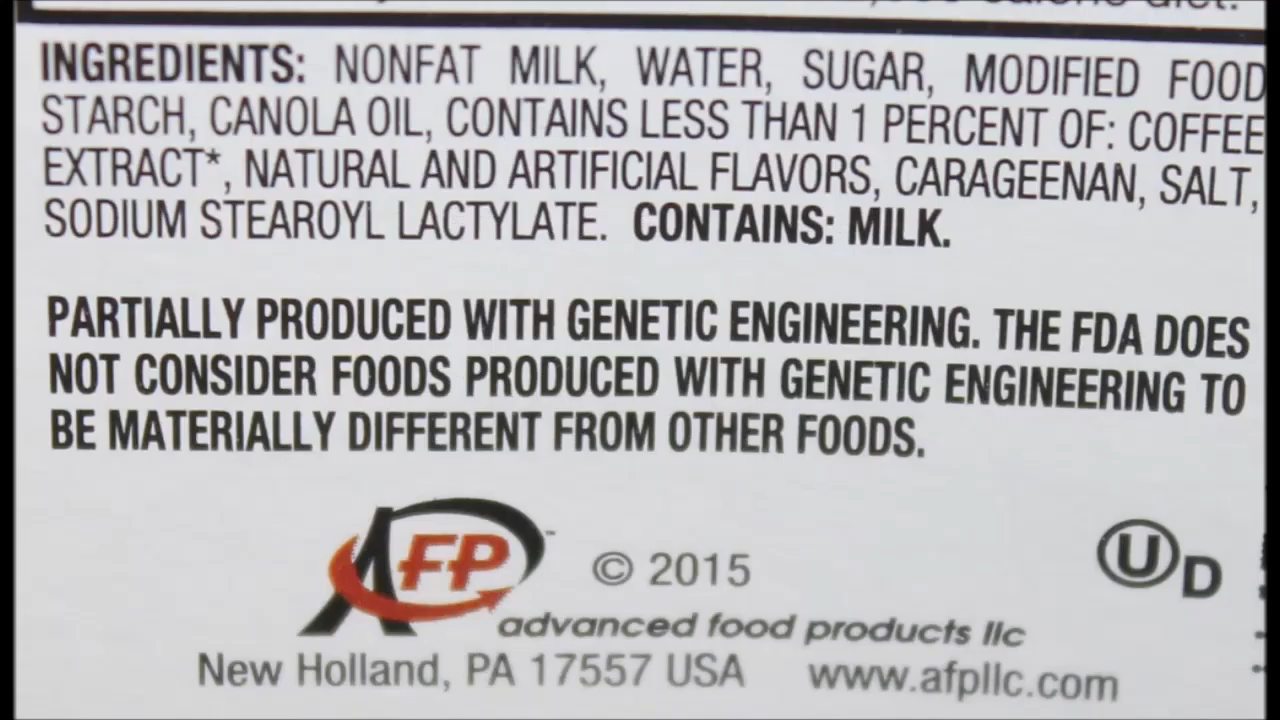 calorie diet.
INGREDIENTS: NONFAT MILK, WATER, SUGAR, MODIFIED FOOD
STARCH, CANOLA OIL, CONTAINS LESS THAN 1 PERCENT OF: COFFEE
EXTRACT*, NATURAL AND ARTIFICIAL FLAVORS, CARAGEENAN, SALT,
SODIUM STEAROYL LACTYLATE. CONTAINS: MILK.
PARTIALLY PRODUCED WITH GENETIC ENGINEERING. THE FDA DOES
NOT CONSIDER FOODS PRODUCED WITH GENETIC ENGINEERING TO
BE MATERIALLY DIFFERENT FROM OTHER FOODS.
AFP™ © 2015
U D
advanced food products llc
New Holland, PA 17557 USA www.afpllc.com